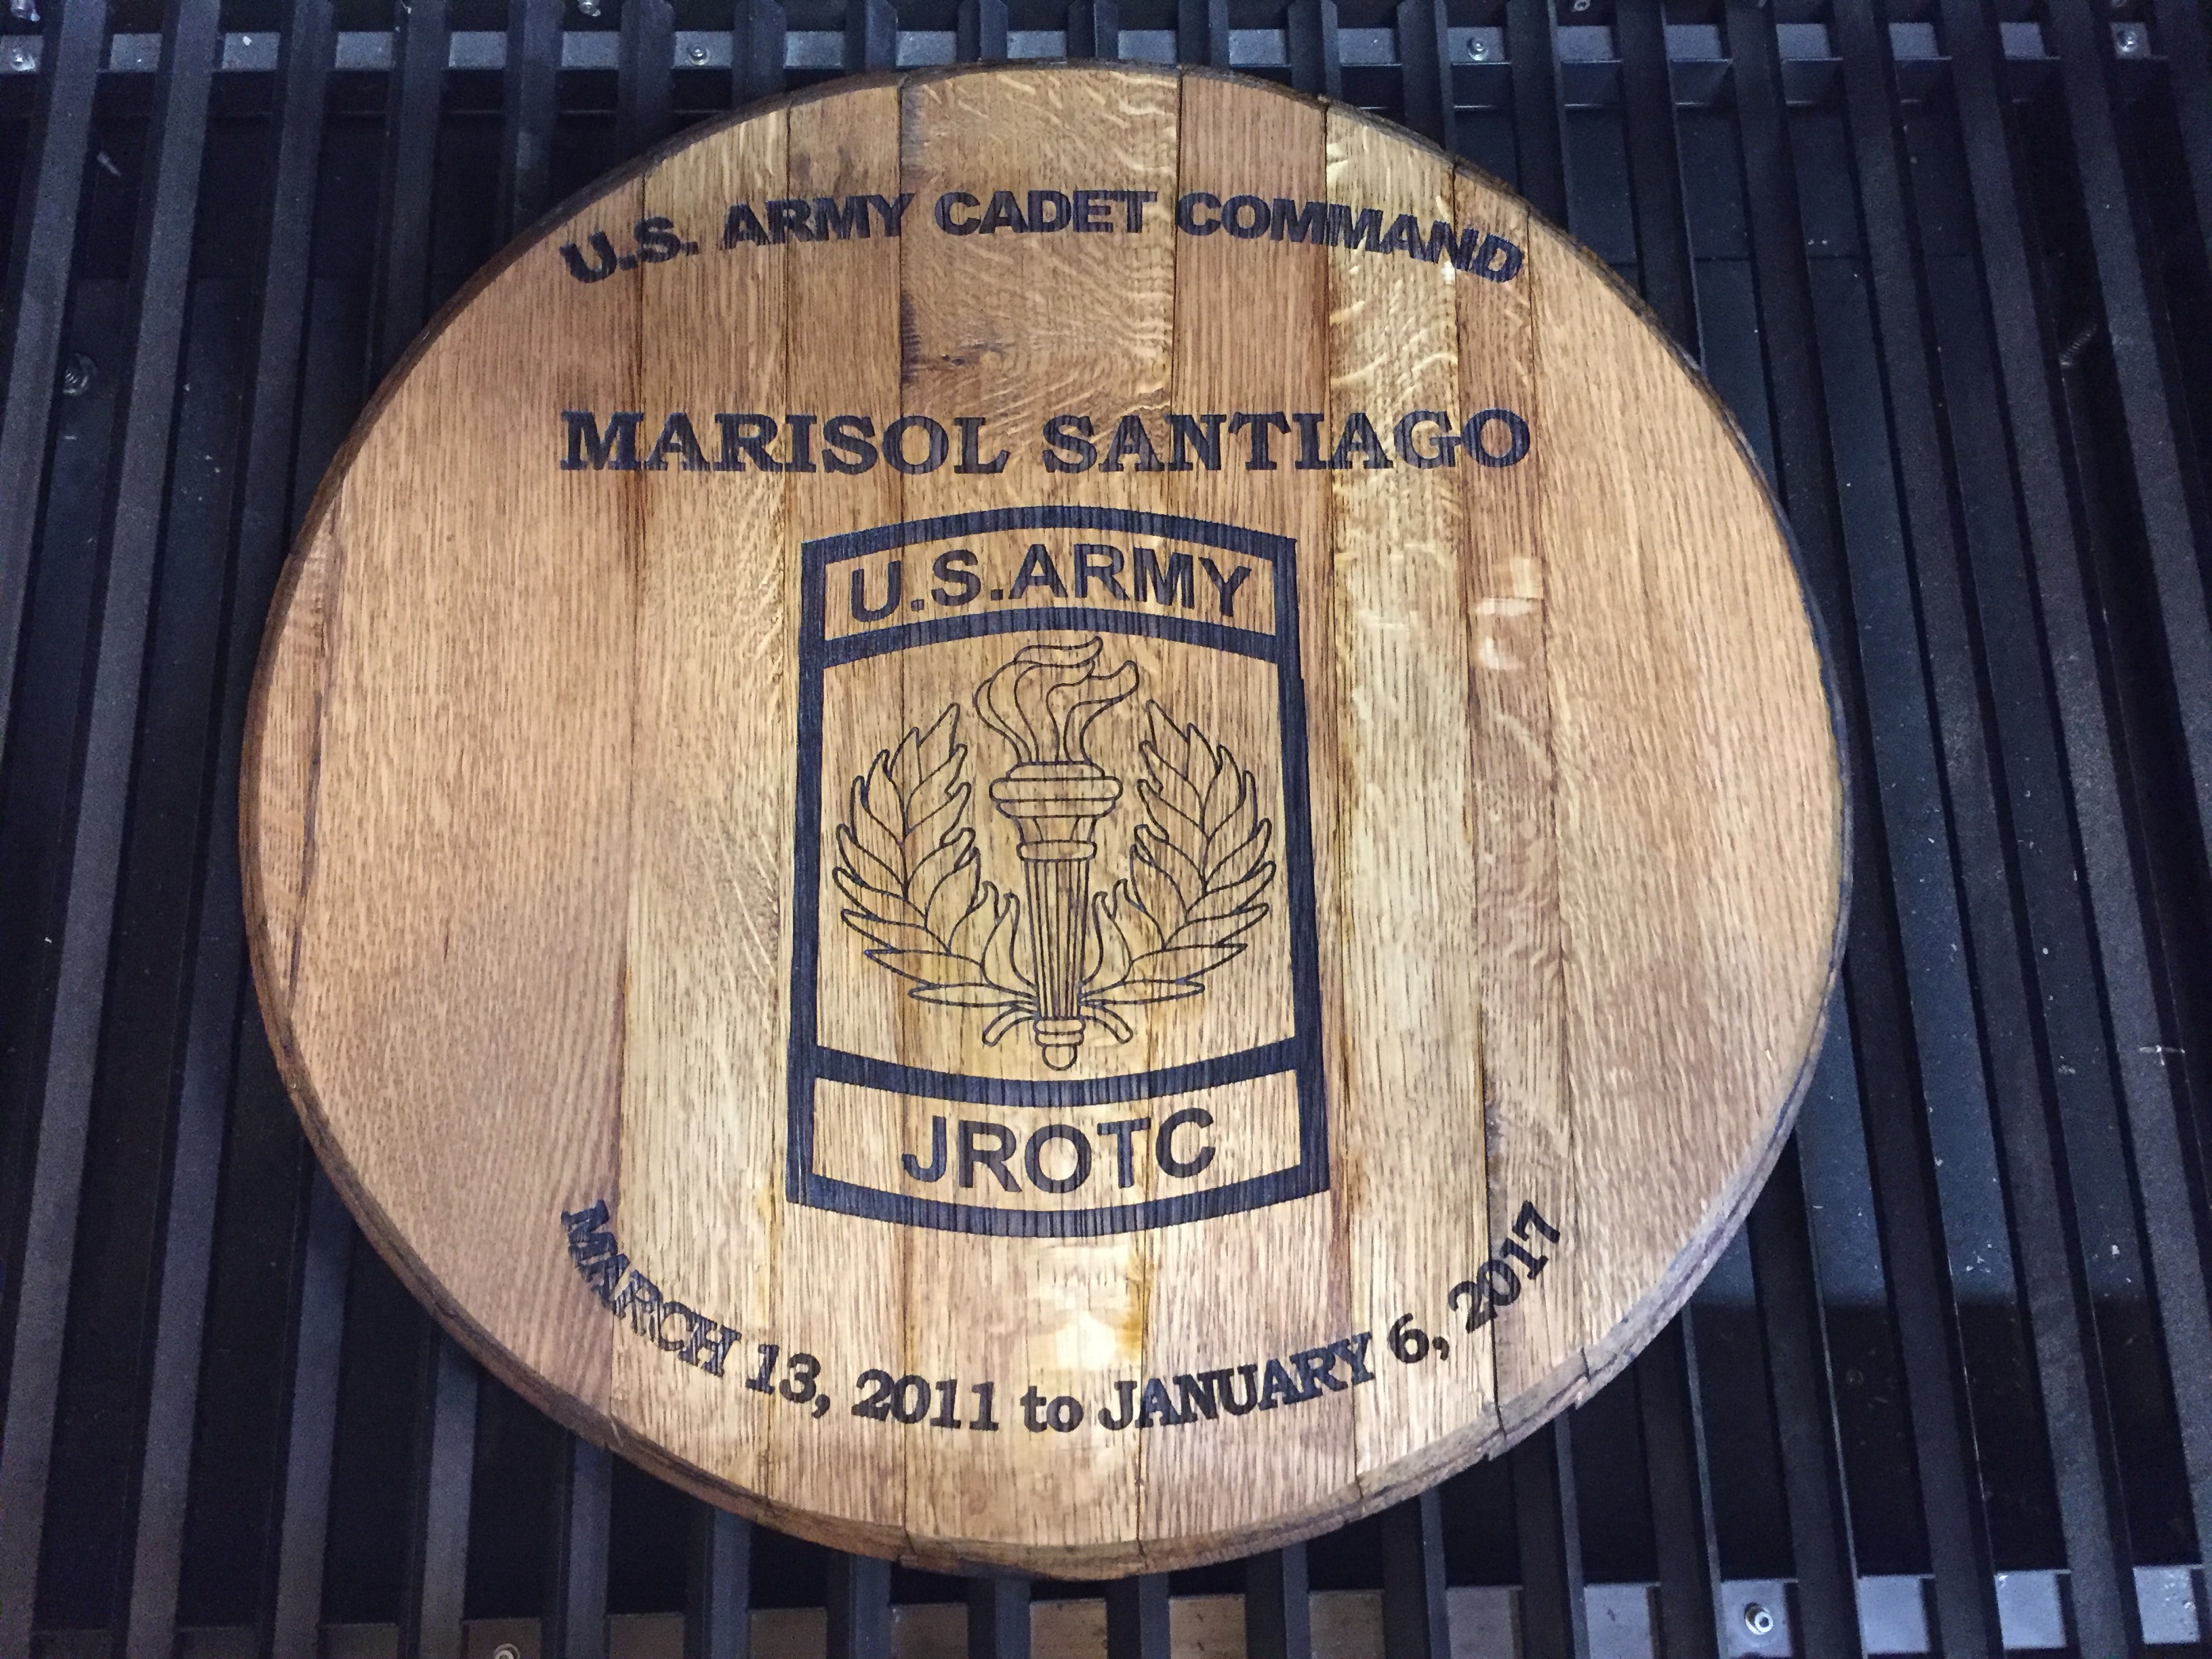 U.S. ARMY CADET COMMAND
MARISOL SANTIAGO
U.S.ARMY
JROTC
MARCH 13, 2011 to JANUARY 6, 2017